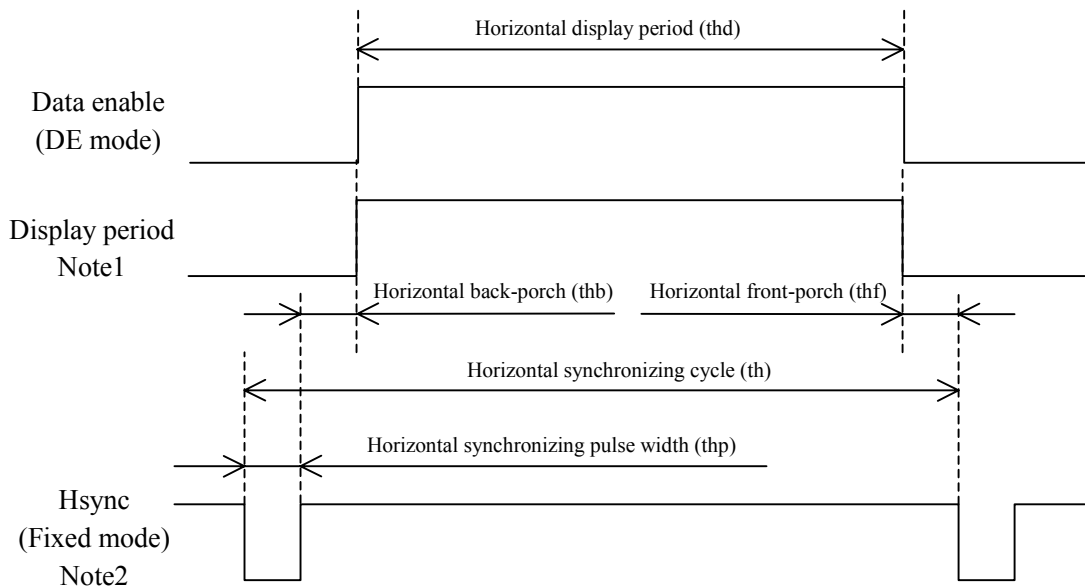 Horizontal display period (thd)
Data enable
(DE mode)
Display period
Note1
Horizontal back-porch (thb)
Horizontal front-porch (thf)
Horizontal synchronizing cycle (th)
Horizontal synchronizing pulse width (thp)
Hsync
(Fixed mode)
Note2